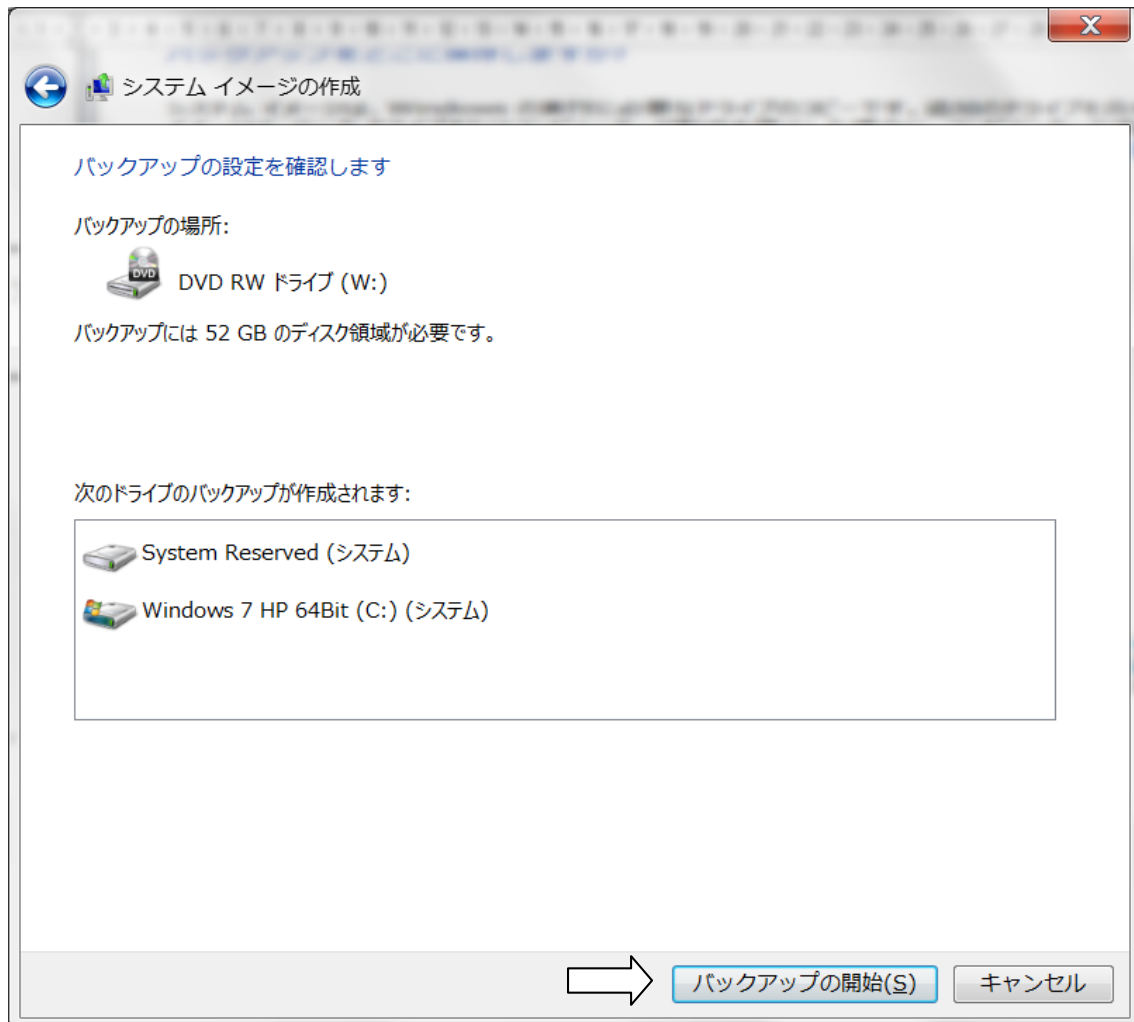 システム イメージの作成
バックアップの設定を確認します
バックアップの場所:
DVD
DVD RW ドライブ (W:)
バックアップには 52 GB のディスク領域が必要です。
次のドライブのバックアップが作成されます:
System Reserved (システム)
Windows 7 HP 64Bit (C:) (システム)
バックアップの開始(S)
キャンセル